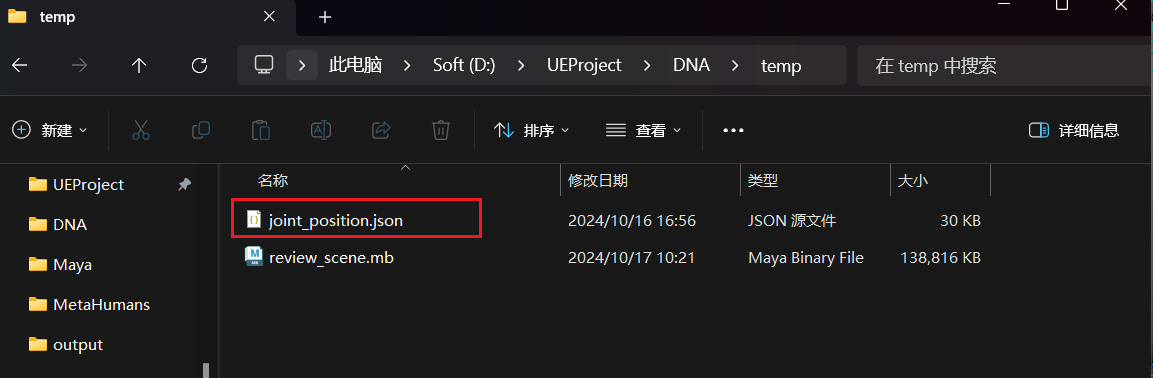 temp
此电脑 Soft (D:) UEProject DNA temp 在 temp 中搜索
新建 排序 查看 详细信息
名称 修改日期 类型 大小
UEProject
DNA
Maya
MetaHumans
output
joint_position.json 2024/10/16 16:56 JSON 源文件 30 KB
review_scene.mb 2024/10/17 10:21 Maya Binary File 138,816 KB